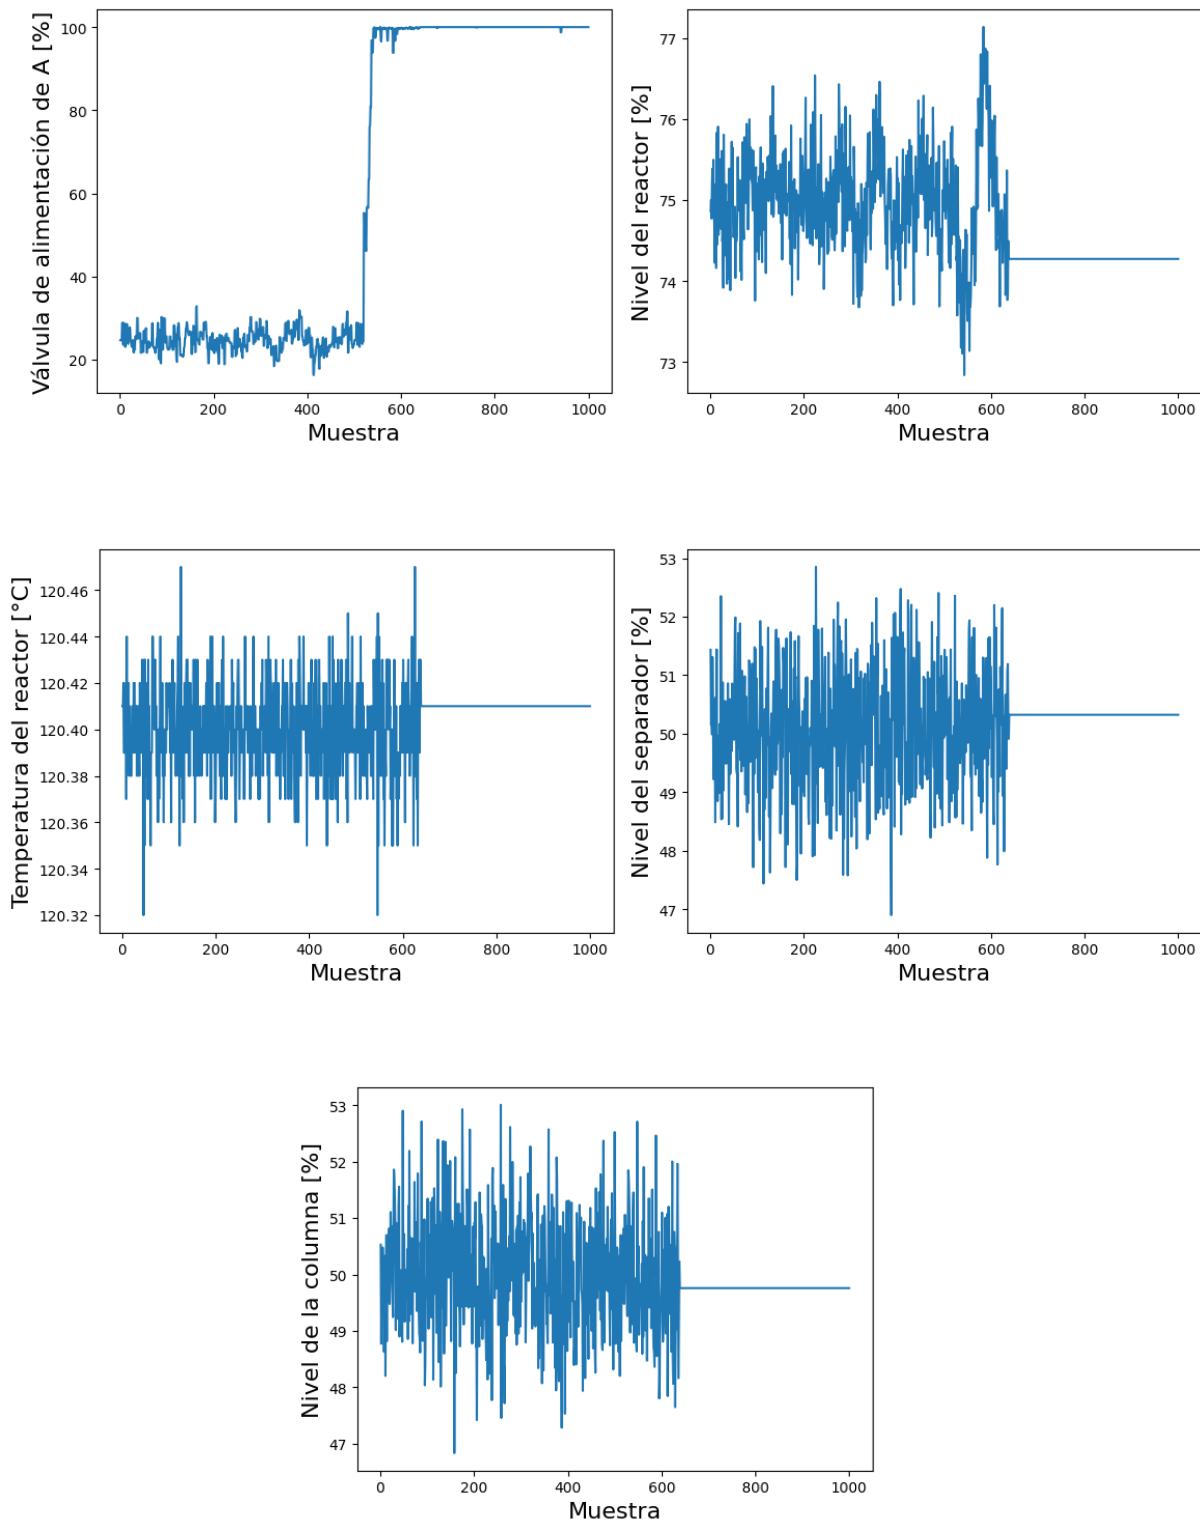 Válvula de alimentación de A [%]
100
80
60
40
20
0 200 400 600 800 1000
Muestra
Nivel del reactor [%]
77
76
75
74
73
0 200 400 600 800 1000
Muestra
Temperatura del reactor [°C]
120.46
120.44
120.42
120.40
120.38
120.36
120.34
120.32
0 200 400 600 800 1000
Muestra
Nivel del separador [%]
53
52
51
50
49
48
47
0 200 400 600 800 1000
Muestra
Nivel de la columna [%]
53
52
51
50
49
48
47
0 200 400 600 800 1000
Muestra